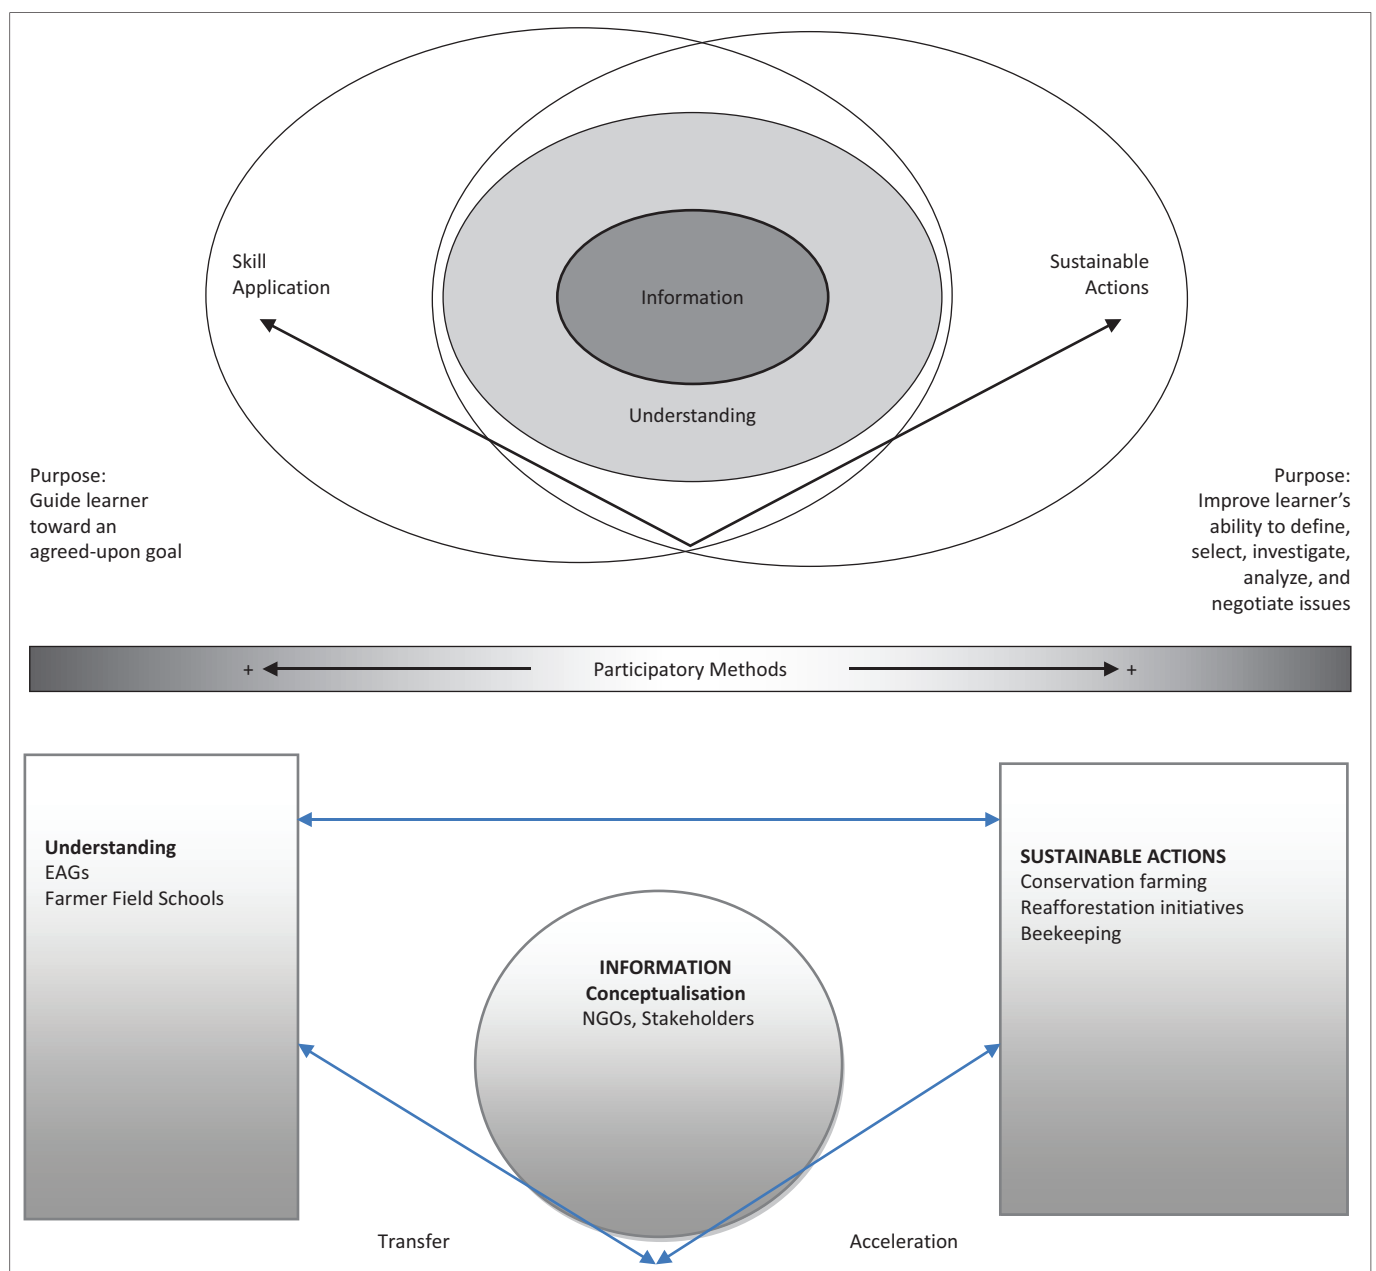 Skill
Application
Sustainable
Actions
Information
Understanding
Purpose:
Guide learner
toward an
agreed-upon goal
Purpose:
Improve learner’s
ability to define,
select, investigate,
analyze, and
negotiate issues
+ Participatory Methods +
Understanding
EAGs
Farmer Field Schools
SUSTAINABLE ACTIONS
Conservation farming
Reafforestation initiatives
Beekeeping
INFORMATION
Conceptualisation
NGOs, Stakeholders
Transfer
Acceleration